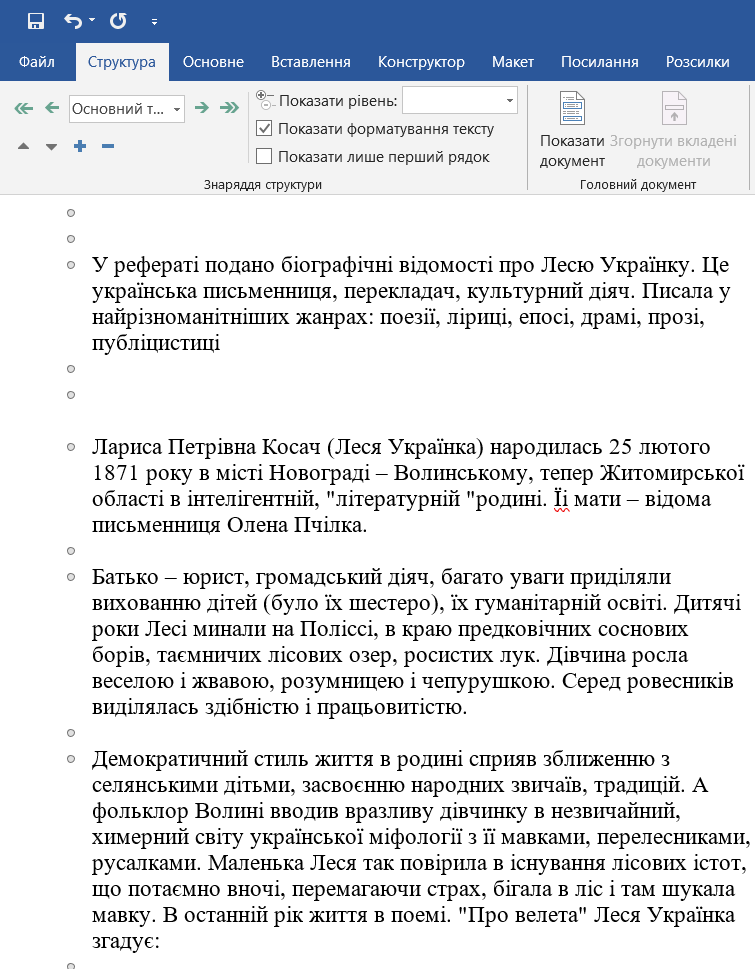 Файл Структура Основне Вставлення Конструктор Макет Посилання Розсилки
Основний т... Показати рівень:
Показати форматування тексту
Показати лише перший рядок
Знаряддя структури
Показати документ
Згорнути вкладені документи
Головний документ
У рефераті подано біографічні відомості про Лесю Українку. Це
українська письменниця, перекладач, культурний діяч. Писала у
найрізноманітніших жанрах: поезії, ліриці, епосі, драмі, прозі,
публіцистиці
Лариса Петрівна Косач (Леся Українка) народилась 25 лютого
1871 року в місті Новограді – Волинському, тепер Житомирської
області в інтелігентній, "літературній "родині. Їі мати – відома
письменниця Олена Пчілка.
Батько – юрист, громадський діяч, багато уваги приділяли
вихованню дітей (було їх шестеро), їх гуманітарній освіті. Дитячі
роки Лесі минали на Поліссі, в краю предковічних соснових
борів, таємничих лісових озер, росистих лук. Дівчина росла
веселою і жвавою, розумницею і чепурушкою. Серед ровесників
виділялась здібністю і працьовитістю.
Демократичний стиль життя в родині сприяв зближенню з
селянськими дітьми, засвоєнню народних звичаїв, традицій. А
фольклор Волині вводив вразливу дівчинку в незвичайний,
химерний світу української міфології з її мавками, перелесниками,
русалками. Маленька Леся так повірила в існування лісових істот,
що потаємно вночі, перемагаючи страх, бігала в ліс і там шукала
мавку. В останній рік життя в поемі. "Про велета" Леся Українка
згадує: